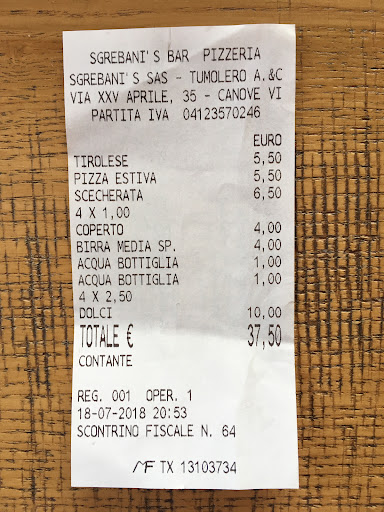 SGREBANI'S BAR PIZZERIA
SGREBANI'S SAS - TUMOLERO A.&C
VIA XXV APRILE, 35 - CANOVE VI
PARTITA IVA 04123570246
EURO
TIROLESE 5,50
PIZZA ESTIVA 5,50
SCECHERATA 6,50
4 X 1,00
COPERTO 4,00
BIRRA MEDIA SP. 4,00
ACQUA BOTTIGLIA 1,00
ACQUA BOTTIGLIA 1,00
4 X 2,50
DOLCI 10,00
TOTALE € 37,50
CONTANTE
REG. 001 OPER. 1
18-07-2018 20:53
SCONTRINO FISCALE N. 64
MF TX 13103734